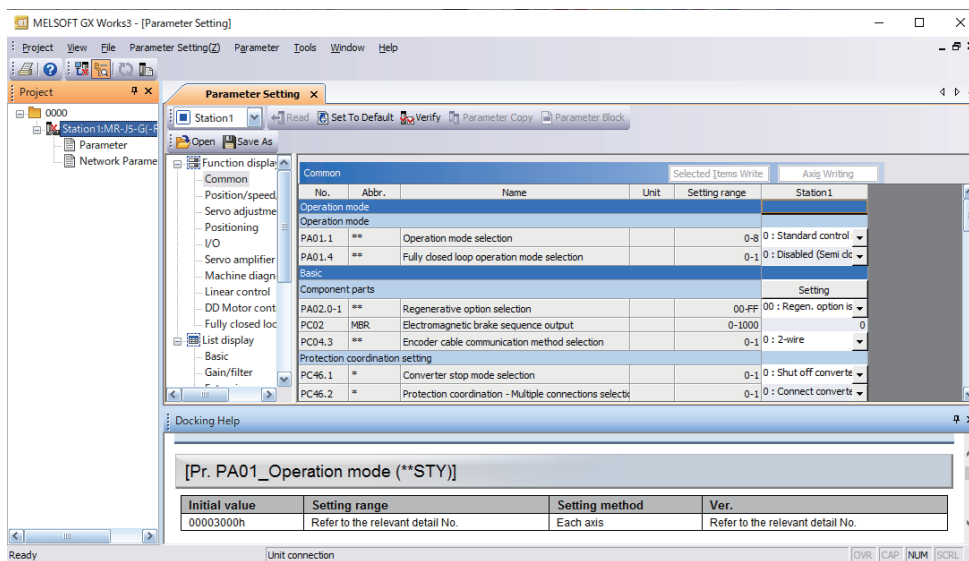 MELSOFT GX Works3 - [Parameter Setting]
Project View File Parameter Setting(Z) Parameter Tools Window Help
Project
0000
Station1:MR-J5-G(-R
Parameter
Network Parame
Parameter Setting
Station1 Read Set To Default Verify Parameter Copy Parameter Block
Open Save As
Function display
Common
Position/speed
Servo adjustme
Positioning
I/O
Servo amplifier
Machine diagn
Linear control
DD Motor cont
Fully closed loc
List display
Basic
Gain/filter
Common Selected Items Write Axis Writing
No. Abbr. Name Unit Setting range Station1
Operation mode
Operation mode
PA01.1 ** Operation mode selection 0-8 0 : Standard control
PA01.4 ** Fully closed loop operation mode selection 0-1 0 : Disabled (Semi clo
Basic
Component parts Setting
PA02.0-1 ** Regenerative option selection 00-FF 00 : Regen. option is
PC02 MBR Electromagnetic brake sequence output 0-1000 0
PC04.3 ** Encoder cable communication method selection 0-1 0 : 2-wire
Protection coordination setting
PC46.1 * Converter stop mode selection 0-1 0 : Shut off converte
PC46.2 * Protection coordination - Multiple connections selectio 0-1 0 : Connect converte
Docking Help
[Pr. PA01_Operation mode (**STY)]
Initial value Setting range Setting method Ver.
00003000h Refer to the relevant detail No. Each axis Refer to the relevant detail No.
Ready Unit connection OVR CAP NUM SCRL